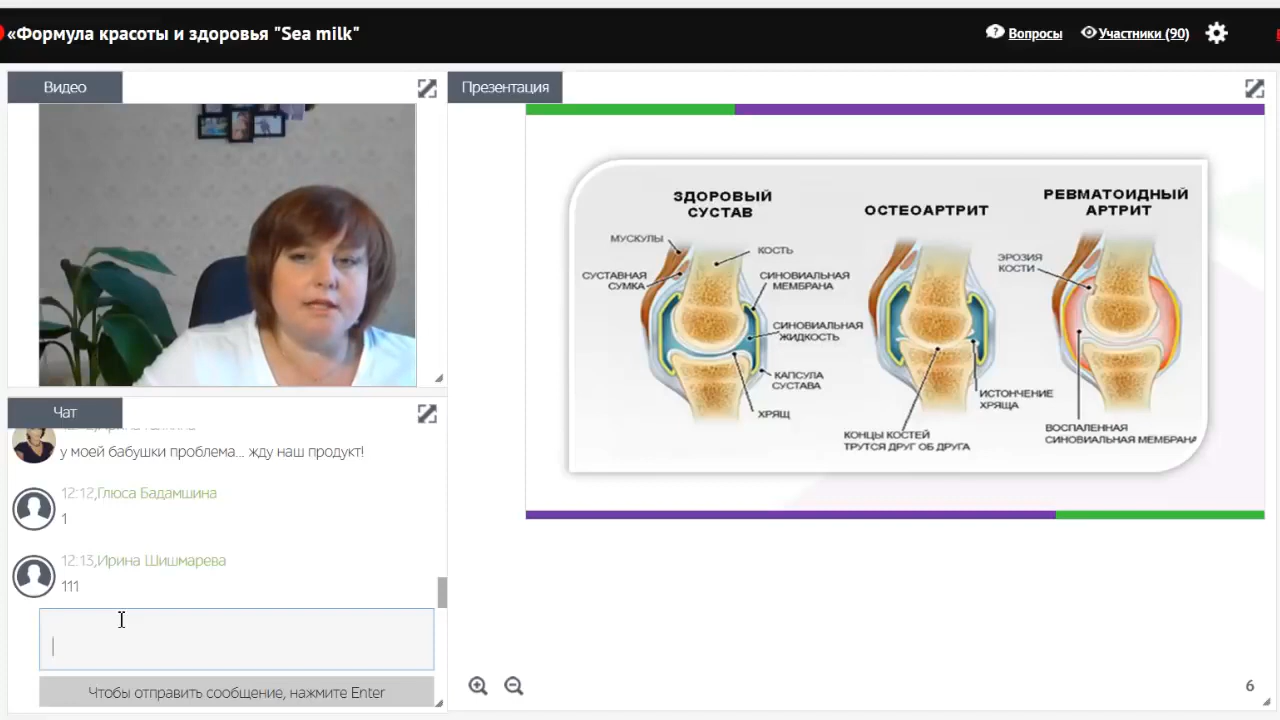 «Формула красоты и здоровья "Sea milk"
Вопросы
Участники (90)
Видео
Презентация
ЗДОРОВЫЙ
СУСТАВ
МУСКУЛЫ
КОСТЬ
СУСТАВНАЯ
СУМКА
СИНОВИАЛЬНАЯ
МЕМБРАНА
СИНОВИАЛЬНАЯ
ЖИДКОСТЬ
КАПСУЛА
СУСТАВА
ХРЯЩ
ОСТЕОАРТРИТ
ИСТОНЧЕНИЕ
ХРЯЩА
КОНЦЫ КОСТЕЙ
ТРУТСЯ ДРУГ ОБ ДРУГА
РЕВМАТОИДНЫЙ
АРТРИТ
ЭРОЗИЯ
КОСТИ
ВОСПАЛЕННАЯ
СИНОВИАЛЬНАЯ МЕМБРАНА
Чат
у моей бабушки проблема... жду наш продукт!
12:12,Глюса Бадамшина
1
12:13,Ирина Шишмарева
111
Чтобы отправить сообщение, нажмите Enter
6